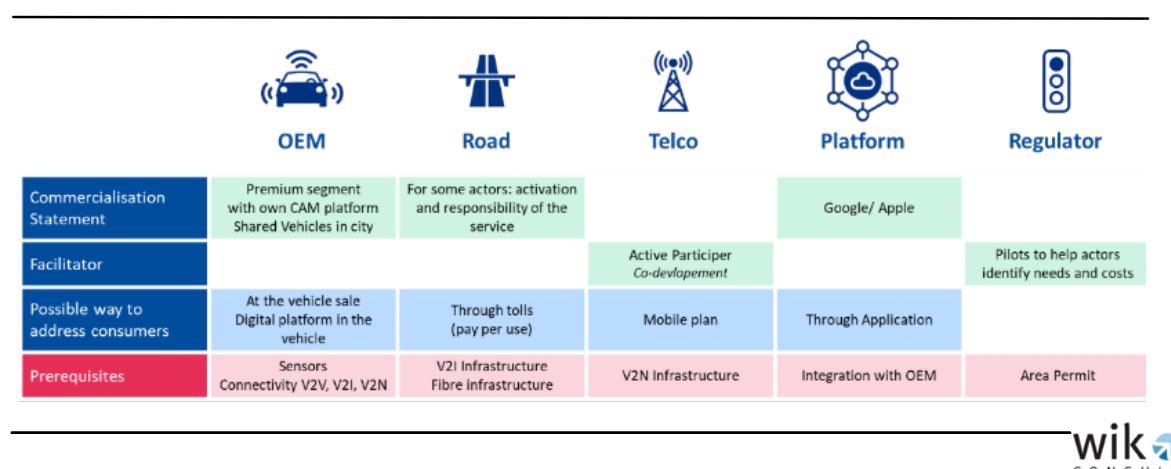 OEM
Road
Telco
Platform
Regulator
Commercialisation
Statement
Premium segment
with own CAM platform
Shared Vehicles in city
For some actors: activation
and responsibility of the
service
Google/ Apple
Facilitator
Active Participer
Co-devlopement
Pilots to help actors
identify needs and costs
Possible way to
address consumers
At the vehicle sale
Digital platform in the
vehicle
Through tolls
(pay per use)
Mobile plan
Through Application
Prerequisites
Sensors
Connectivity V2V, V2I, V2N
V2I Infrastructure
Fibre infrastructure
V2N Infrastructure
Integration with OEM
Area Permit
wik